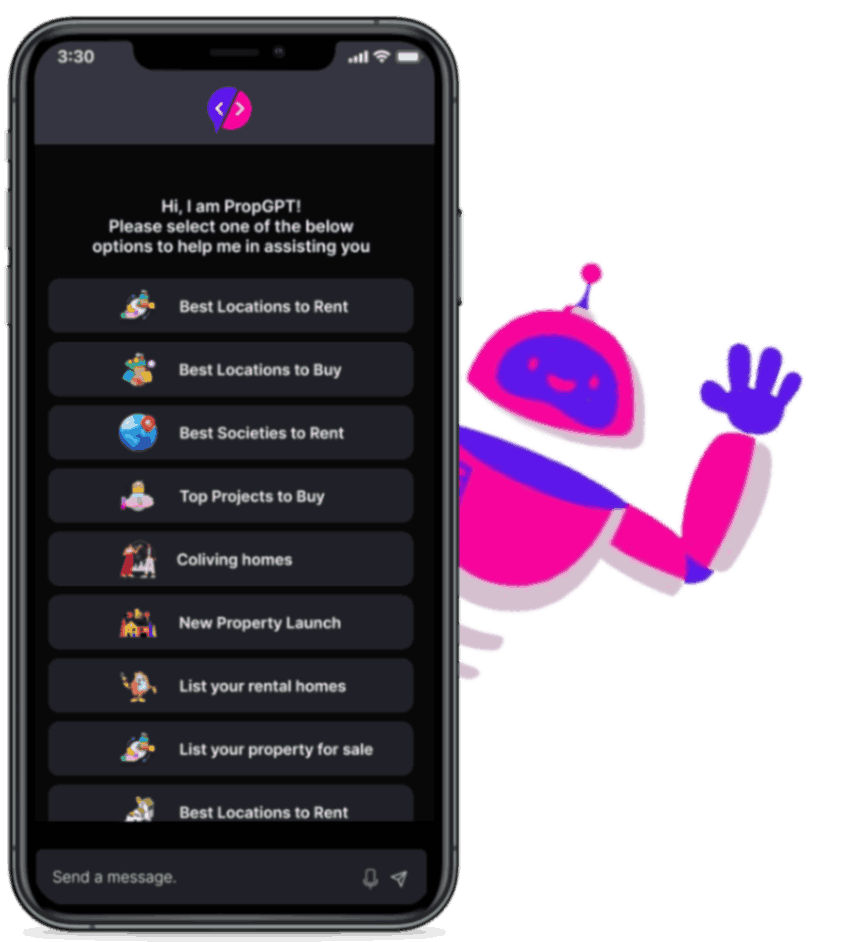 3:30
Hi, I am PropGPT!
Please select one of the below
options to help me in assisting you
Best Locations to Rent
Best Locations to Buy
Best Societies to Rent
Top Projects to Buy
Coliving homes
New Property Launch
List your rental homes
List your property for sale
Best Locations to Rent
Send a message.